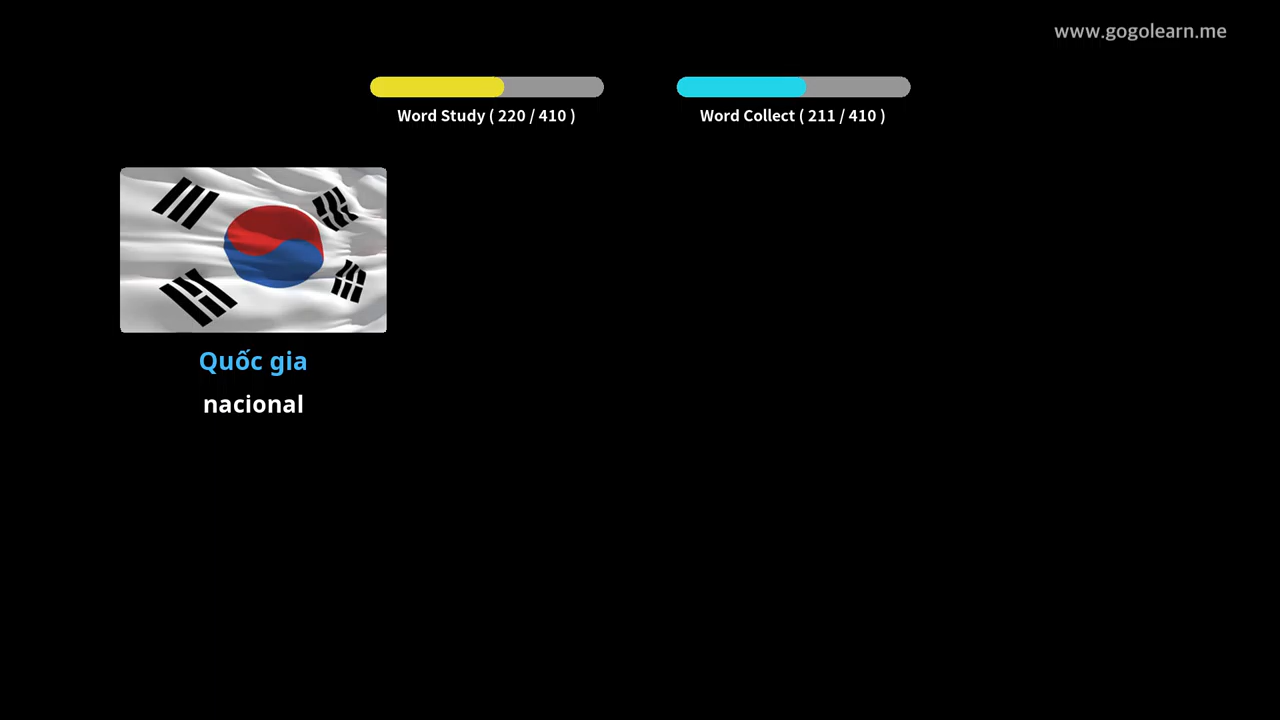 www.gogolearn.me
Word Study ( 220 / 410 )
Word Collect ( 211 / 410 )
Quốc gia
nacional